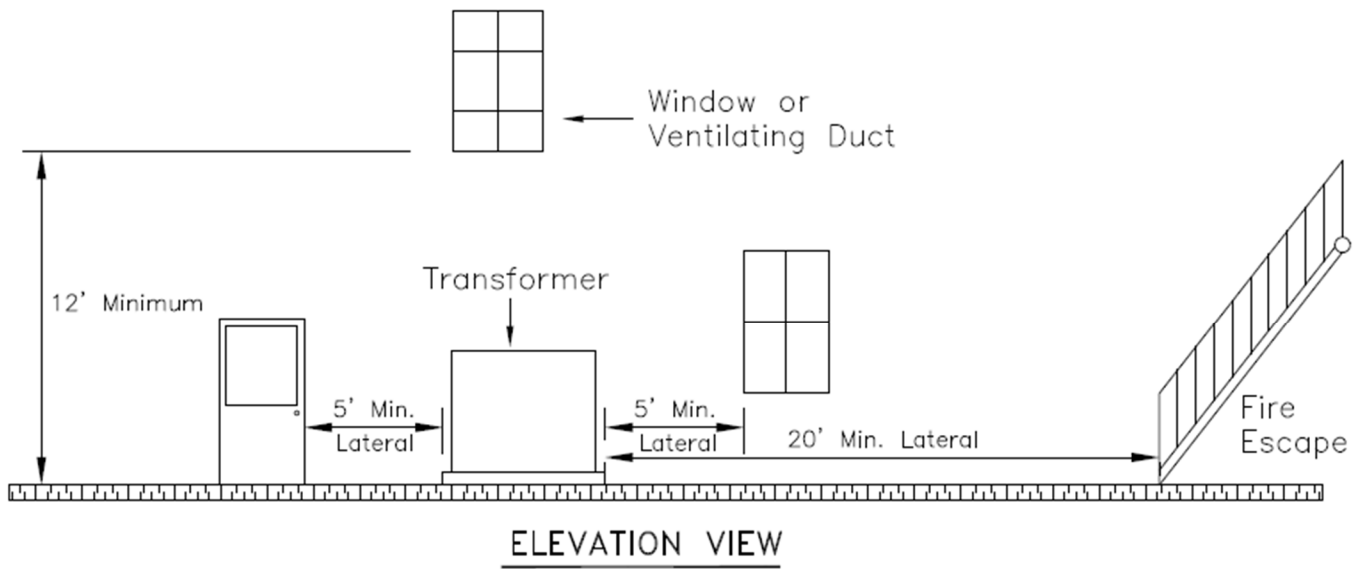 Window or
Ventilating Duct
Transformer
12' Minimum
5' Min.
Lateral
5' Min.
Lateral
20' Min. Lateral
Fire
Escape
ELEVATION VIEW